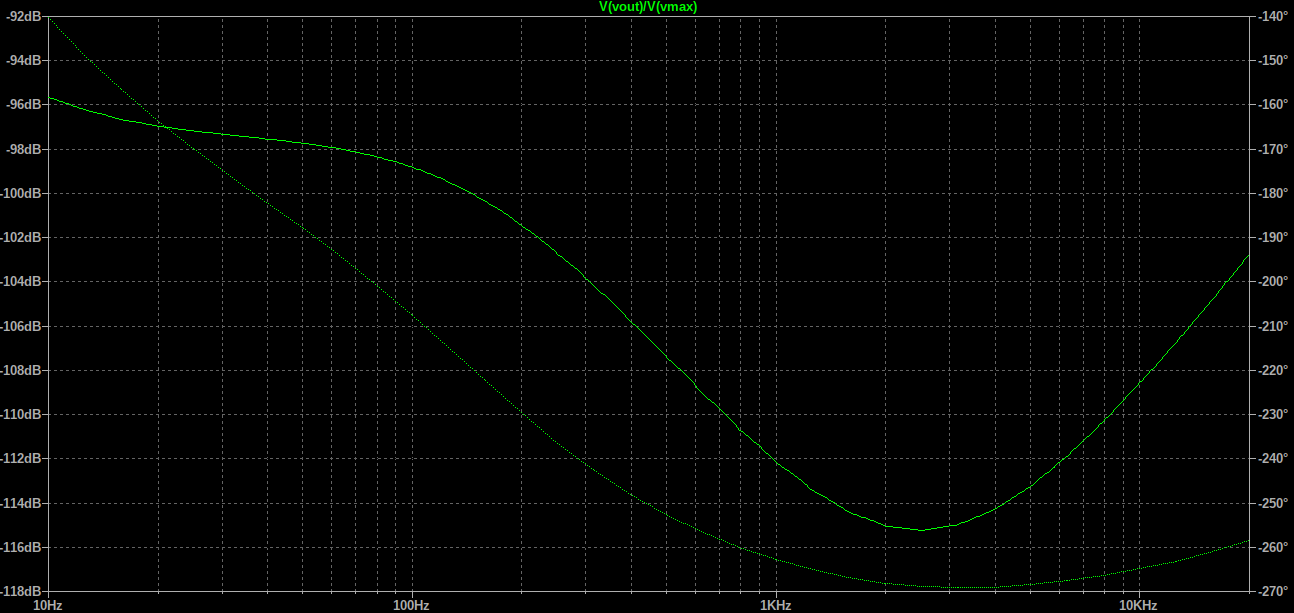 V(vout)/V(vmax)
-92dB -140°
-94dB -150°
-96dB -160°
-98dB -170°
-100dB -180°
-102dB -190°
-104dB -200°
-106dB -210°
-108dB -220°
-110dB -230°
-112dB -240°
-114dB -250°
-116dB -260°
-118dB -270°
10Hz 100Hz 1KHz 10KHz